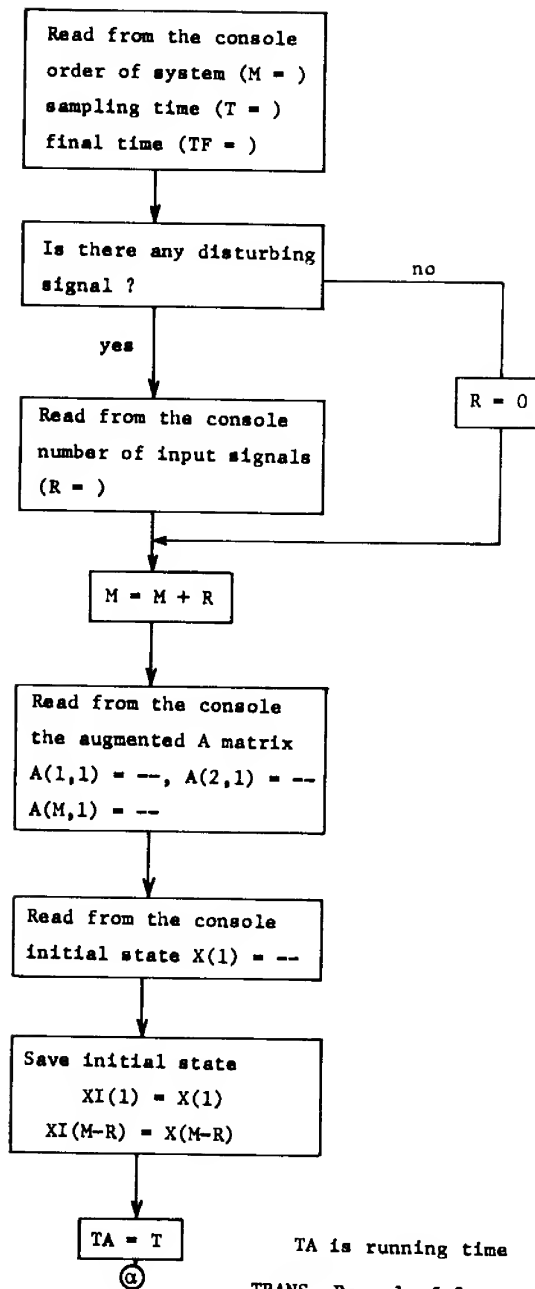 Read from the console
order of system (M = )
sampling time (T = )
final time (TF = )
Is there any disturbing
signal ?
no
yes
R = 0
Read from the console
number of input signals
(R = )
M = M + R
Read from the console
the augmented A matrix
A(1,1) = --, A(2,1) = --
A(M,1) = --
Read from the console
initial state X(1) = --
Save initial state
XI(1) = X(1)
XI(M-R) = X(M-R)
TA = T
TA is running time
α